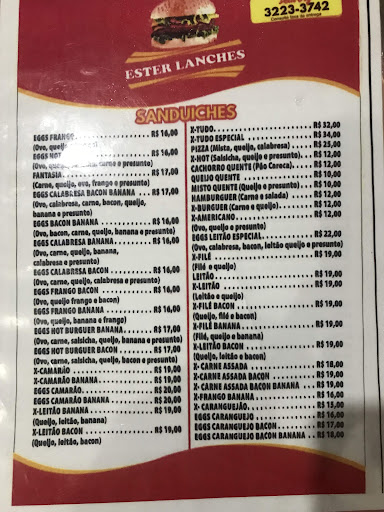 3223-3742
ESTER LANCHES
SANDUICHES
EGGS FRANGO R$ 16,00
(Ovo, queijo
EGGS HOT R$ 16,00
(Ovo, queijo e presunto)
FANTASIA R$ 17,00
(Carne, queijo, ovo, frango e presunto)
EGGS CALABRESA BACON BANANA R$ 17,00
(Ovo, calabresa, carne, bacon, queijo,
banana e presunto)
EGGS BACON BANANA R$ 16,00
(Ovo, bacon, carne, queijo, banana e presunto)
EGGS CALABRESA BANANA R$ 16,00
(Ovo, carne, queijo, banana,
calabresa e presunto)
EGGS CALABRESA BACON R$ 16,00
(Ovo, carne, queijo, calabresa e presunto)
EGGS FRANGO BACON R$ 16,00
(Ovo, queijo frango e bacon)
EGGS FRANGO BANANA R$ 16,00
(Ovo, queijo, banana e frango)
EGGS HOT BURGUER BANANA R$ 17,00
(Ovo, carne, salsicha, queijo, banana e presunto)
EGGS HOT BURGUER BACON R$ 17,00
(Ovo, carne, salsicha, queijo, bacon e presunto)
X-CAMARÃO R$ 19,00
X-CAMARÃO BANANA R$ 19,00
EGGS CAMARÃO R$ 20,00
EGGS CAMARÃO BANANA R$ 20,00
X-LEITÃO BANANA R$ 19,00
(Queijo, leitão, banana)
X-LEITÃO BACON R$ 19,00
(Queijo, leitão, bacon)
X-TUDO R$ 32,00
X-TUDO ESPECIAL R$ 34,00
PIZZA (Misto, queijo, calabresa) R$ 25,00
X-HOT (Salsicha, queijo e presunto) R$ 12,00
CACHORRO QUENTE (Pão Careca) R$ 10,00
QUEIJO QUENTE R$ 10,00
MISTO QUENTE (Queijo e presunto) R$ 10,00
HAMBURGUER (Carne e salada) R$ 12,00
X-BURGUER (Carne e queijo) R$ 12,00
X-AMERICANO R$ 12,00
(Ovo, queijo e presunto)
EGGS LEITÃO ESPECIAL R$ 22,00
(Ovo, calabresa, bacon, leitão queijo e presunto)
X-FILÉ R$ 19,00
(Filé e queijo)
LEITÃO R$ 19,00
X-LEITÃO R$ 19,00
(Leitão e queijo)
X-FILÉ BACON R$ 19,00
(Queijo, filé e bacon)
X-FILÉ BANANA R$ 19,00
(Filé, queijo e banana)
X-LEITÃO BACON R$ 19,00
(Queijo, leitão e bacon)
X- CARNE ASSADA R$ 18,00
X- CARNE ASSADA BACON R$ 19,00
X- CARNE ASSADA BACON BANANA R$ 19,00
X-FRANGO BANANA R$ 16,00
X- CARANGUEJÃO R$ 16,00
EGGS CARANGUEJO R$ 16,00
EGGS CARANGUEJO BACON R$ 17,00
EGGS CARANGUEJO BACON BANANA R$ 18,00